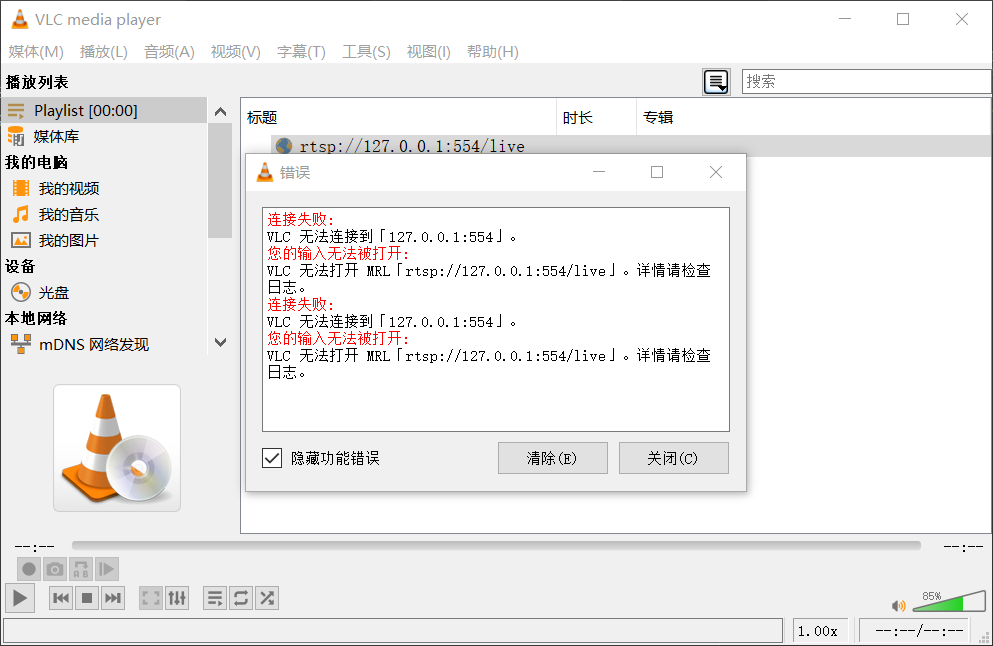 VLC media player
媒体(M) 播放(L) 音频(A) 视频(V) 字幕(T) 工具(S) 视图(I) 帮助(H)
播放列表
搜索
Playlist [00:00]
媒体库
我的电脑
我的视频
我的音乐
我的图片
设备
光盘
本地网络
mDNS 网络发现
标题 时长 专辑
rtsp://127.0.0.1:554/live
错误
连接失败:
VLC 无法连接到「127.0.0.1:554」。
您的输入无法被打开:
VLC 无法打开 MRL「rtsp://127.0.0.1:554/live」。详情请检查
日志。
连接失败:
VLC 无法连接到「127.0.0.1:554」。
您的输入无法被打开:
VLC 无法打开 MRL「rtsp://127.0.0.1:554/live」。详情请检查
日志。
隐藏功能错误 清除(E) 关闭(C)
--:-- --:--
A B
85%
1.00x --:--/--:--